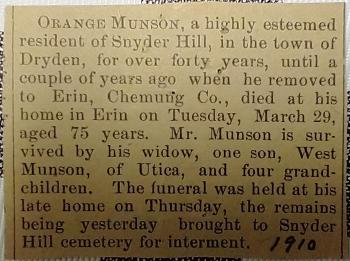 ORANGE MUNSON, a highly esteemed
resident of Snyder Hill, in the town of
Dryden, for over forty years, until a
couple of years ago when he removed
to Erin, Chemung Co., died at his
home in Erin on Tuesday, March 29,
aged 75 years. Mr. Munson is sur-
vived by his widow, one son, West
Munson, of Utica, and four grand-
children. The funeral was held at his
late home on Thursday, the remains
being yesterday brought to Snyder
Hill cemetery for interment. 1910